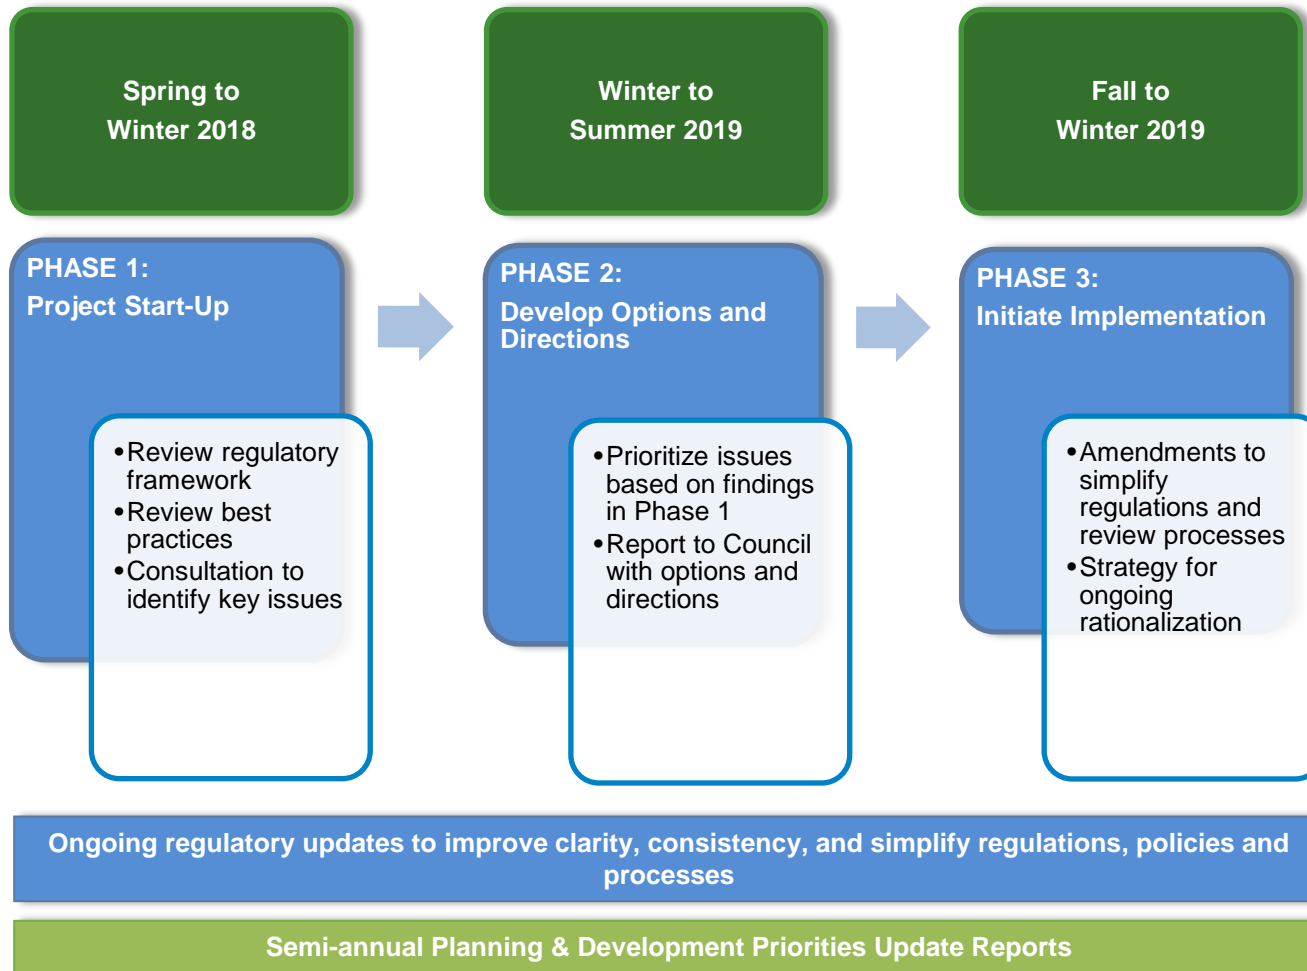 Spring to
Winter 2018
Winter to
Summer 2019
Fall to
Winter 2019
PHASE 1:
Project Start-Up
•Review regulatory
framework
•Review best
practices
•Consultation to
identify key issues
PHASE 2:
Develop Options and
Directions
•Prioritize issues
based on findings
in Phase 1
•Report to Council
with options and
directions
PHASE 3:
Initiate Implementation
•Amendments to
simplify
regulations and
review processes
•Strategy for
ongoing
rationalization
Ongoing regulatory updates to improve clarity, consistency, and simplify regulations, policies and
processes
Semi-annual Planning & Development Priorities Update Reports